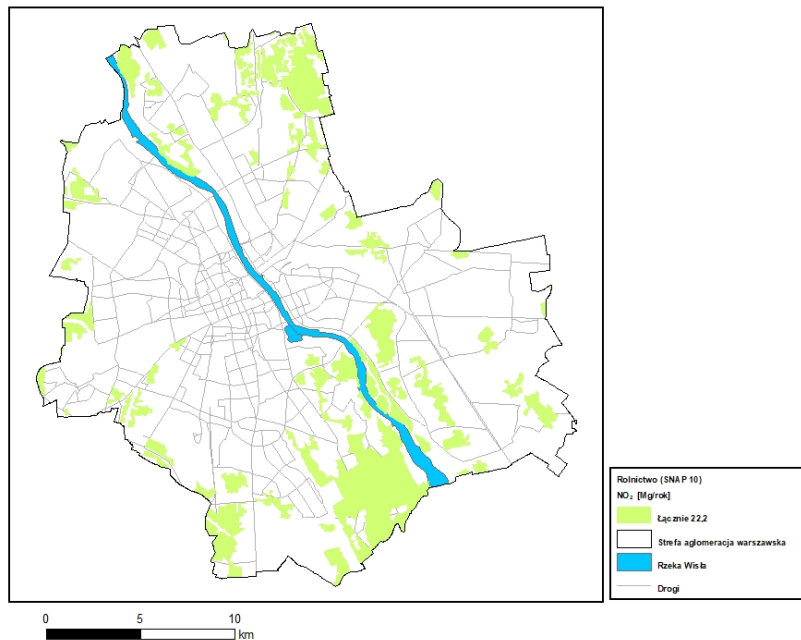 Rolnictwo (SNAP 10)
NO₂ [Mg/rok]
Łącznie 22,2
Strefa aglomeracja warszawska
Rzeka Wisła
Drogi
0 5 10
km